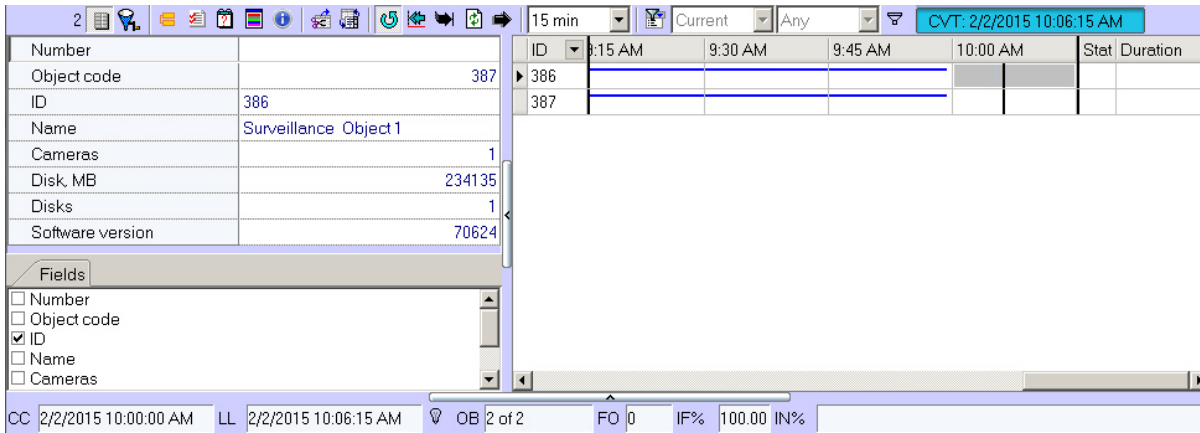 2 15 min Current Any CVT: 2/2/2015 10:06:15 AM
Number
Object code 387
ID 386
Name Surveillance Object 1
Cameras 1
Disk, MB 234135
Disks 1
Software version 70624
Fields
Number
Object code
ID
Name
Cameras
ID 9:15 AM 9:30 AM 9:45 AM 10:00 AM Stat Duration
386
387
CC 2/2/2015 10:00:00 AM LL 2/2/2015 10:06:15 AM OB 2 of 2 FO 0 IF% 100.00 IN%